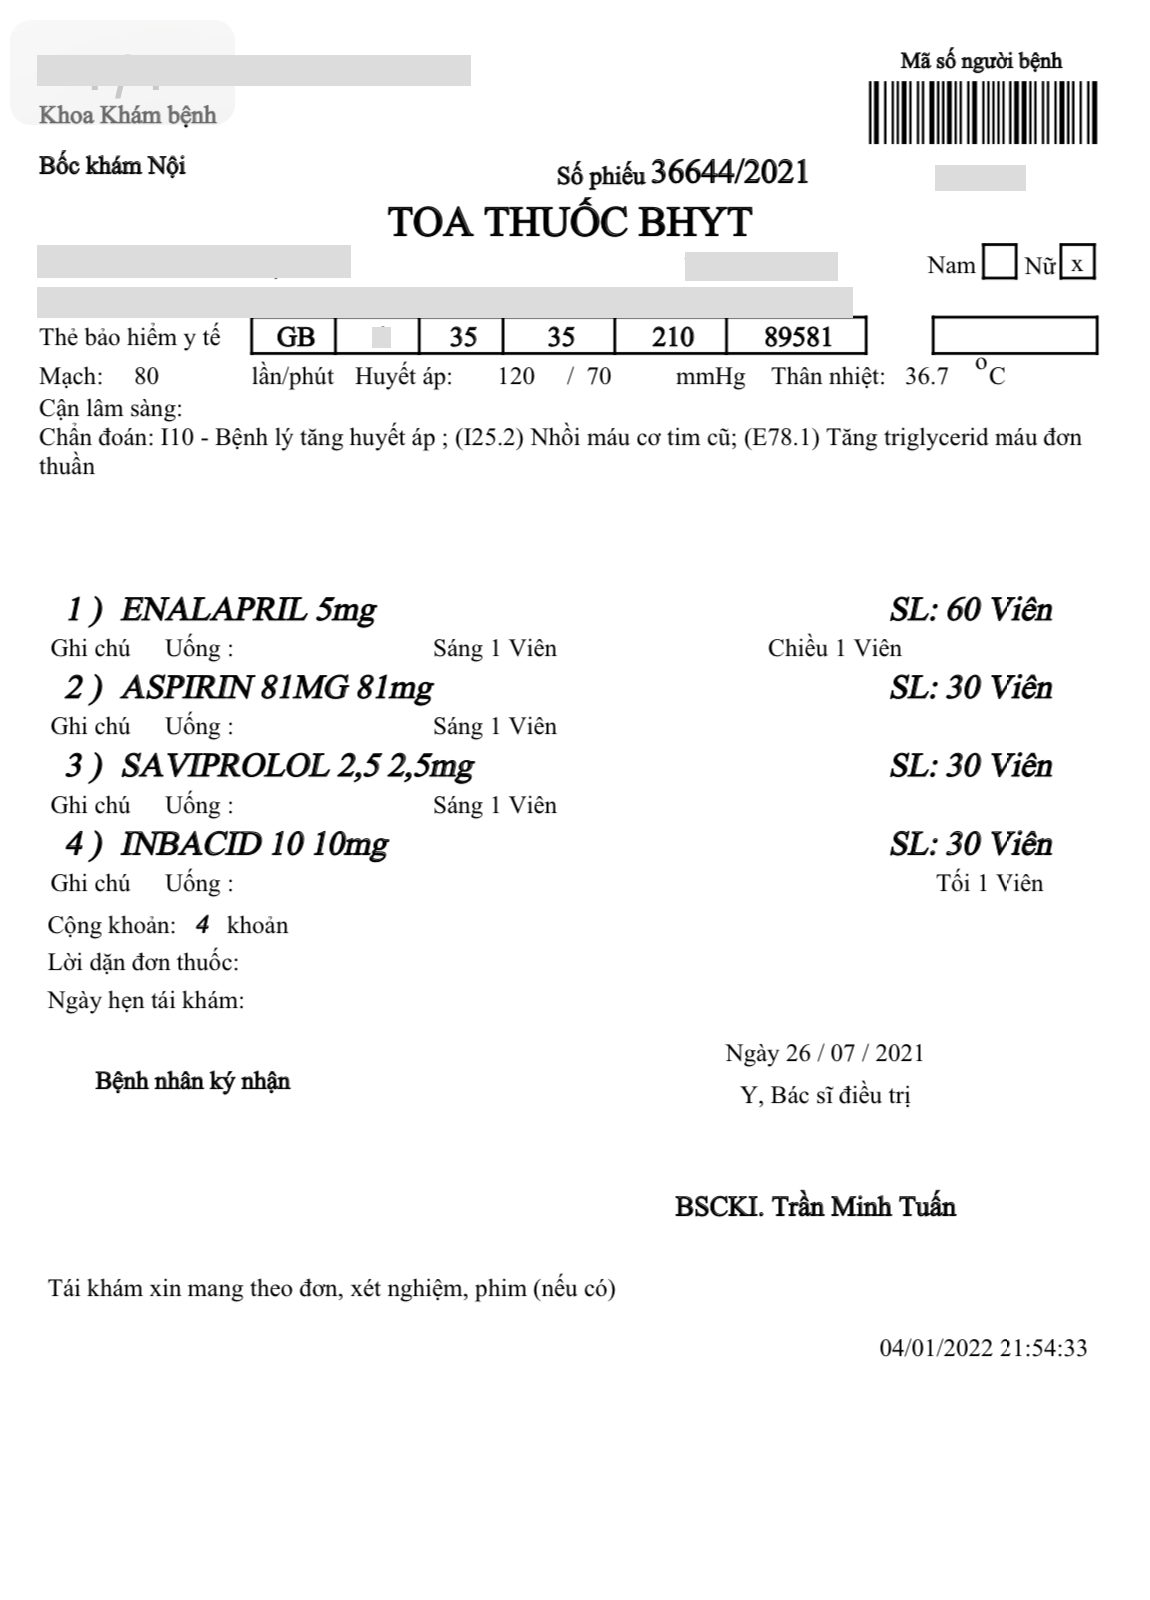 Mã số người bệnh
Khoa Khám bệnh
Bốc khám Nội
Số phiếu 36644/2021
TOA THUỐC BHYT
Nam Nữ x
Thẻ bảo hiểm y tế GB 35 35 210 89581
Mạch: 80 lần/phút Huyết áp: 120 / 70 mmHg Thân nhiệt: 36.7 °C
Cận lâm sàng:
Chẩn đoán: I10 - Bệnh lý tăng huyết áp ; (I25.2) Nhồi máu cơ tim cũ; (E78.1) Tăng triglycerid máu đơn
thuần
1 ) ENALAPRIL 5mg SL: 60 Viên
Ghi chú Uống : Sáng 1 Viên Chiều 1 Viên
2 ) ASPIRIN 81MG 81mg SL: 30 Viên
Ghi chú Uống : Sáng 1 Viên
3 ) SAVIPROLOL 2,5 2,5mg SL: 30 Viên
Ghi chú Uống : Sáng 1 Viên
4 ) INBACID 10 10mg SL: 30 Viên
Ghi chú Uống : Tối 1 Viên
Cộng khoản: 4 khoản
Lời dặn đơn thuốc:
Ngày hẹn tái khám:
Ngày 26 / 07 / 2021
Bệnh nhân ký nhận
Y, Bác sĩ điều trị
BSCKI. Trần Minh Tuấn
Tái khám xin mang theo đơn, xét nghiệm, phim (nếu có)
04/01/2022 21:54:33